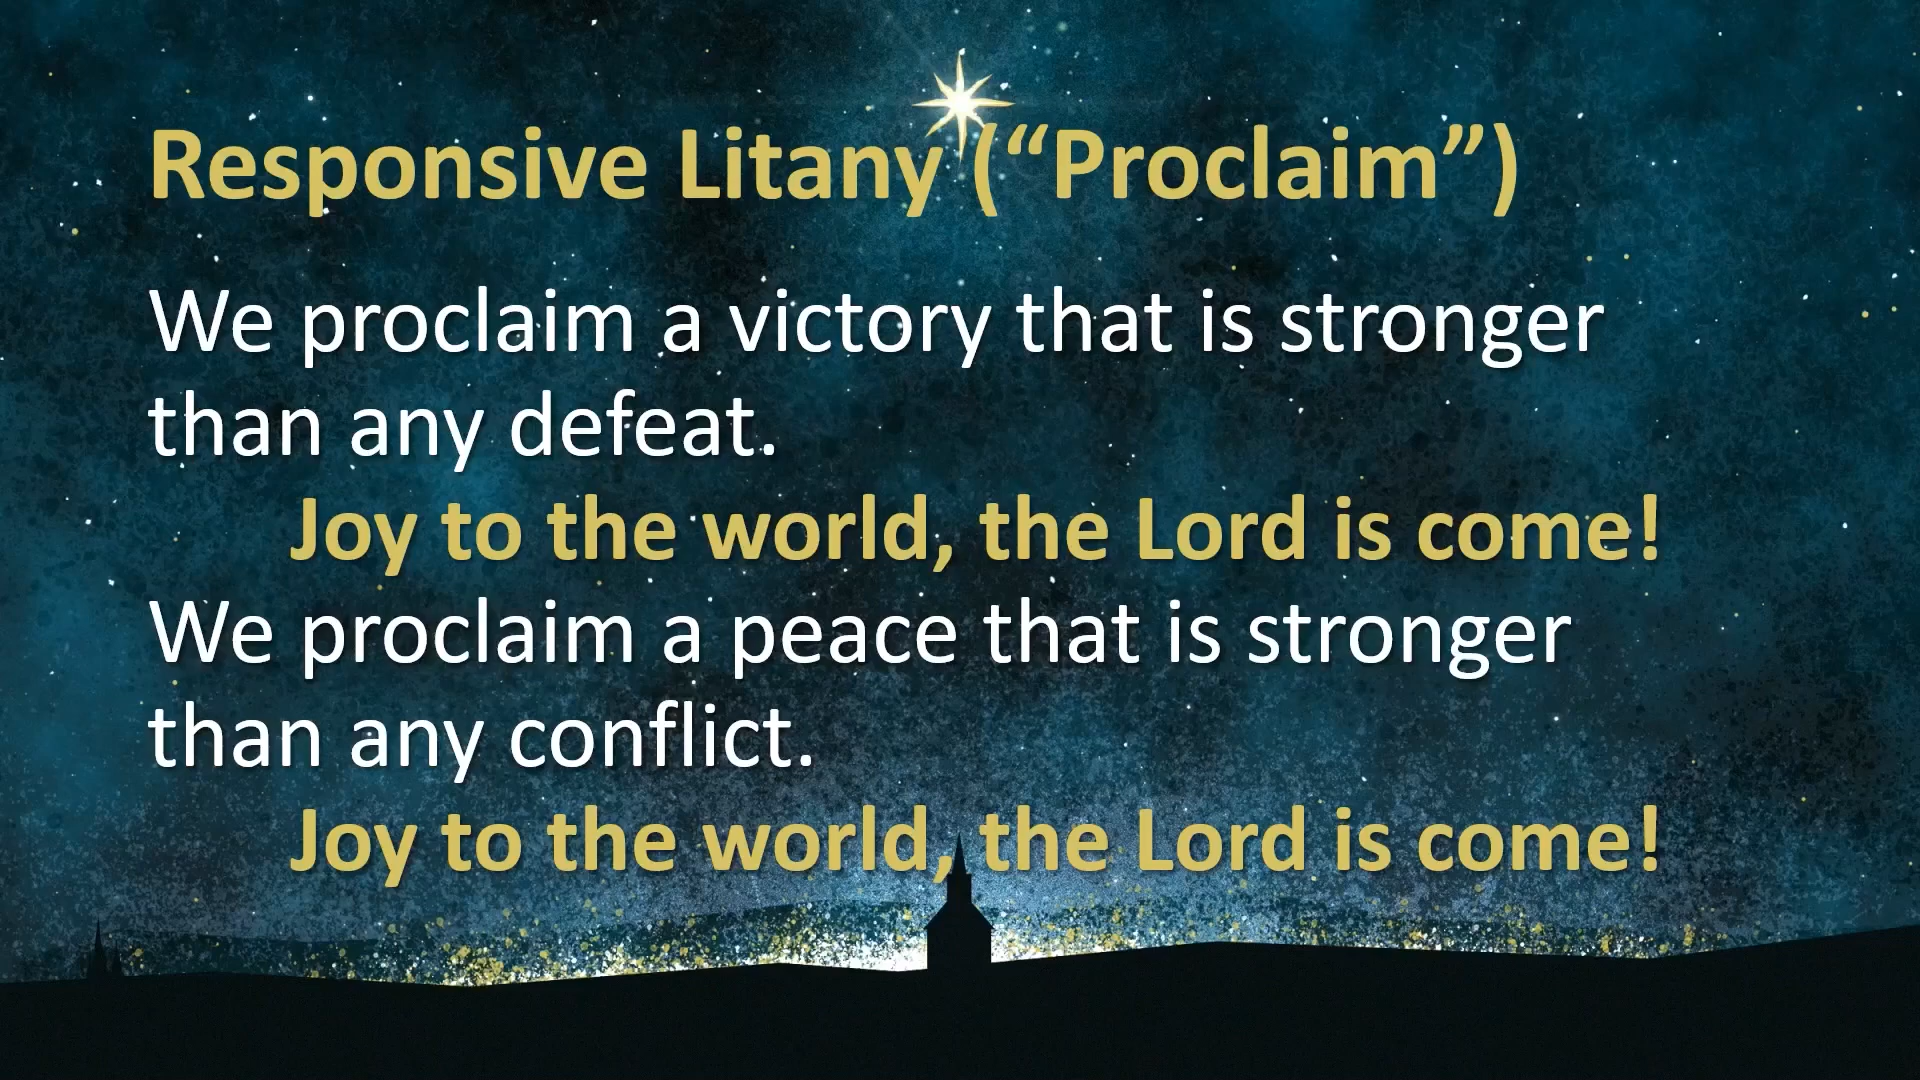 Responsive Litany (“Proclaim”)
We proclaim a victory that is stronger
than any defeat.
Joy to the world, the Lord is come!
We proclaim a peace that is stronger
than any conflict.
Joy to the world, the Lord is come!